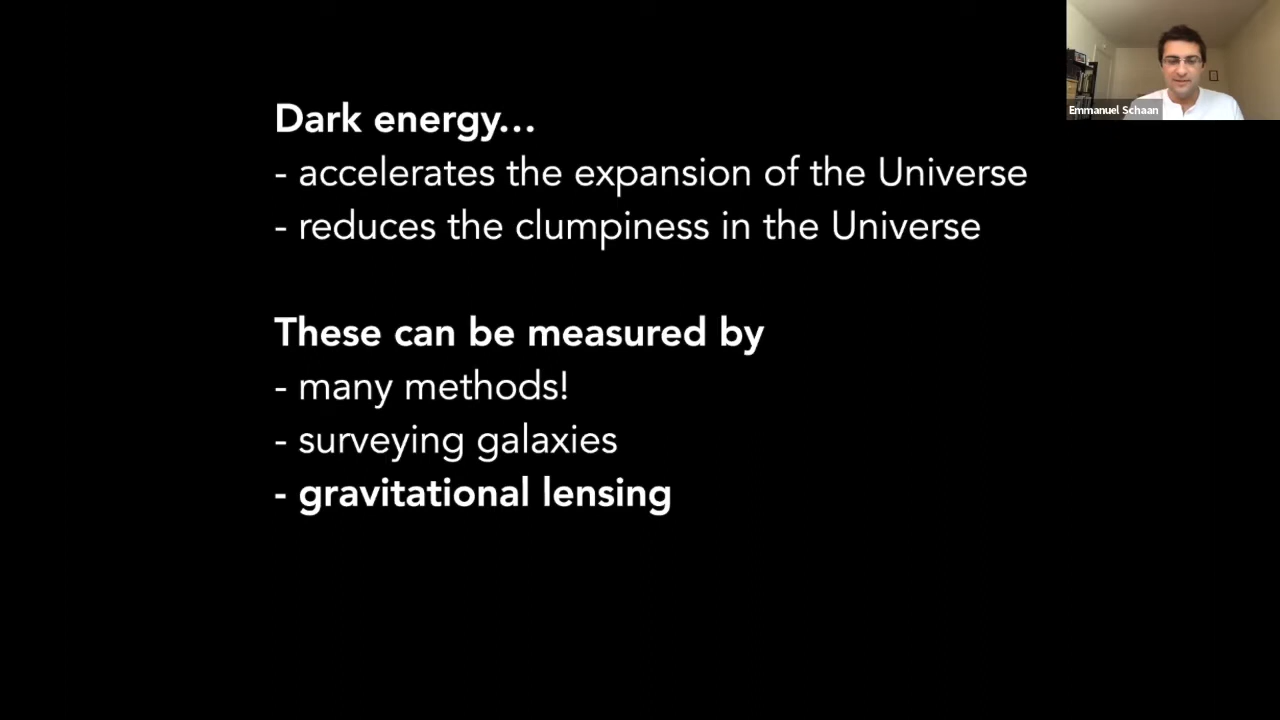 Dark energy...
- accelerates the expansion of the Universe
- reduces the clumpiness in the Universe
These can be measured by
- many methods!
- surveying galaxies
- gravitational lensing
Emmanuel Schaan